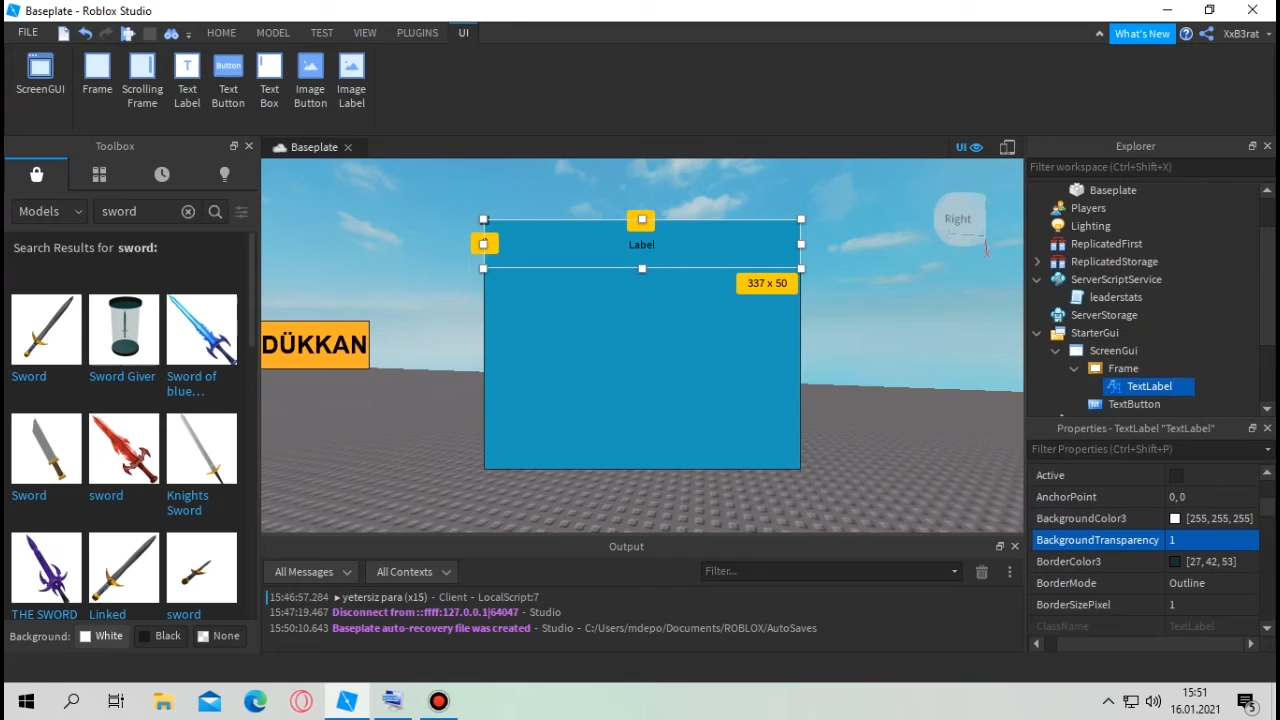 Baseplate - Roblox Studio
FILE
HOME
MODEL
TEST
VIEW
PLUGINS
UI
What's New
XxB3rat
ScreenGUI
Frame
Scrolling Frame
Text Label
Text Button
Button
Text Box
Image Button
Image Label
Toolbox
Models
sword
Search Results for sword:
Sword
Sword Giver
Sword of blue…
Sword
sword
Knights Sword
THE SWORD
Linked
sword
Background:
White
Black
None
Baseplate
UI
Right
Label
337 x 50
DÜKKAN
Output
All Messages
All Contexts
Filter...
15:46:57.284 ▸ yetersiz para (x15) - Client - LocalScript:7
15:47:19.467 Disconnect from ::ffff:127.0.0.1|64047 - Studio
15:50:10.643 Baseplate auto-recovery file was created - Studio - C:/Users/mdepo/Documents/ROBLOX/AutoSaves
Explorer
Filter workspace (Ctrl+Shift+X)
Baseplate
Players
Lighting
ReplicatedFirst
ReplicatedStorage
ServerScriptService
leaderstats
ServerStorage
StarterGui
ScreenGui
Frame
TextLabel
TextButton
Properties - TextLabel "TextLabel"
Filter Properties (Ctrl+Shift+P)
Active
AnchorPoint 0, 0
BackgroundColor3 [255, 255, 255]
BackgroundTransparency 1
BorderColor3 [27, 42, 53]
BorderMode Outline
BorderSizePixel 1
ClassName TextLabel
15:51
16.01.2021
5